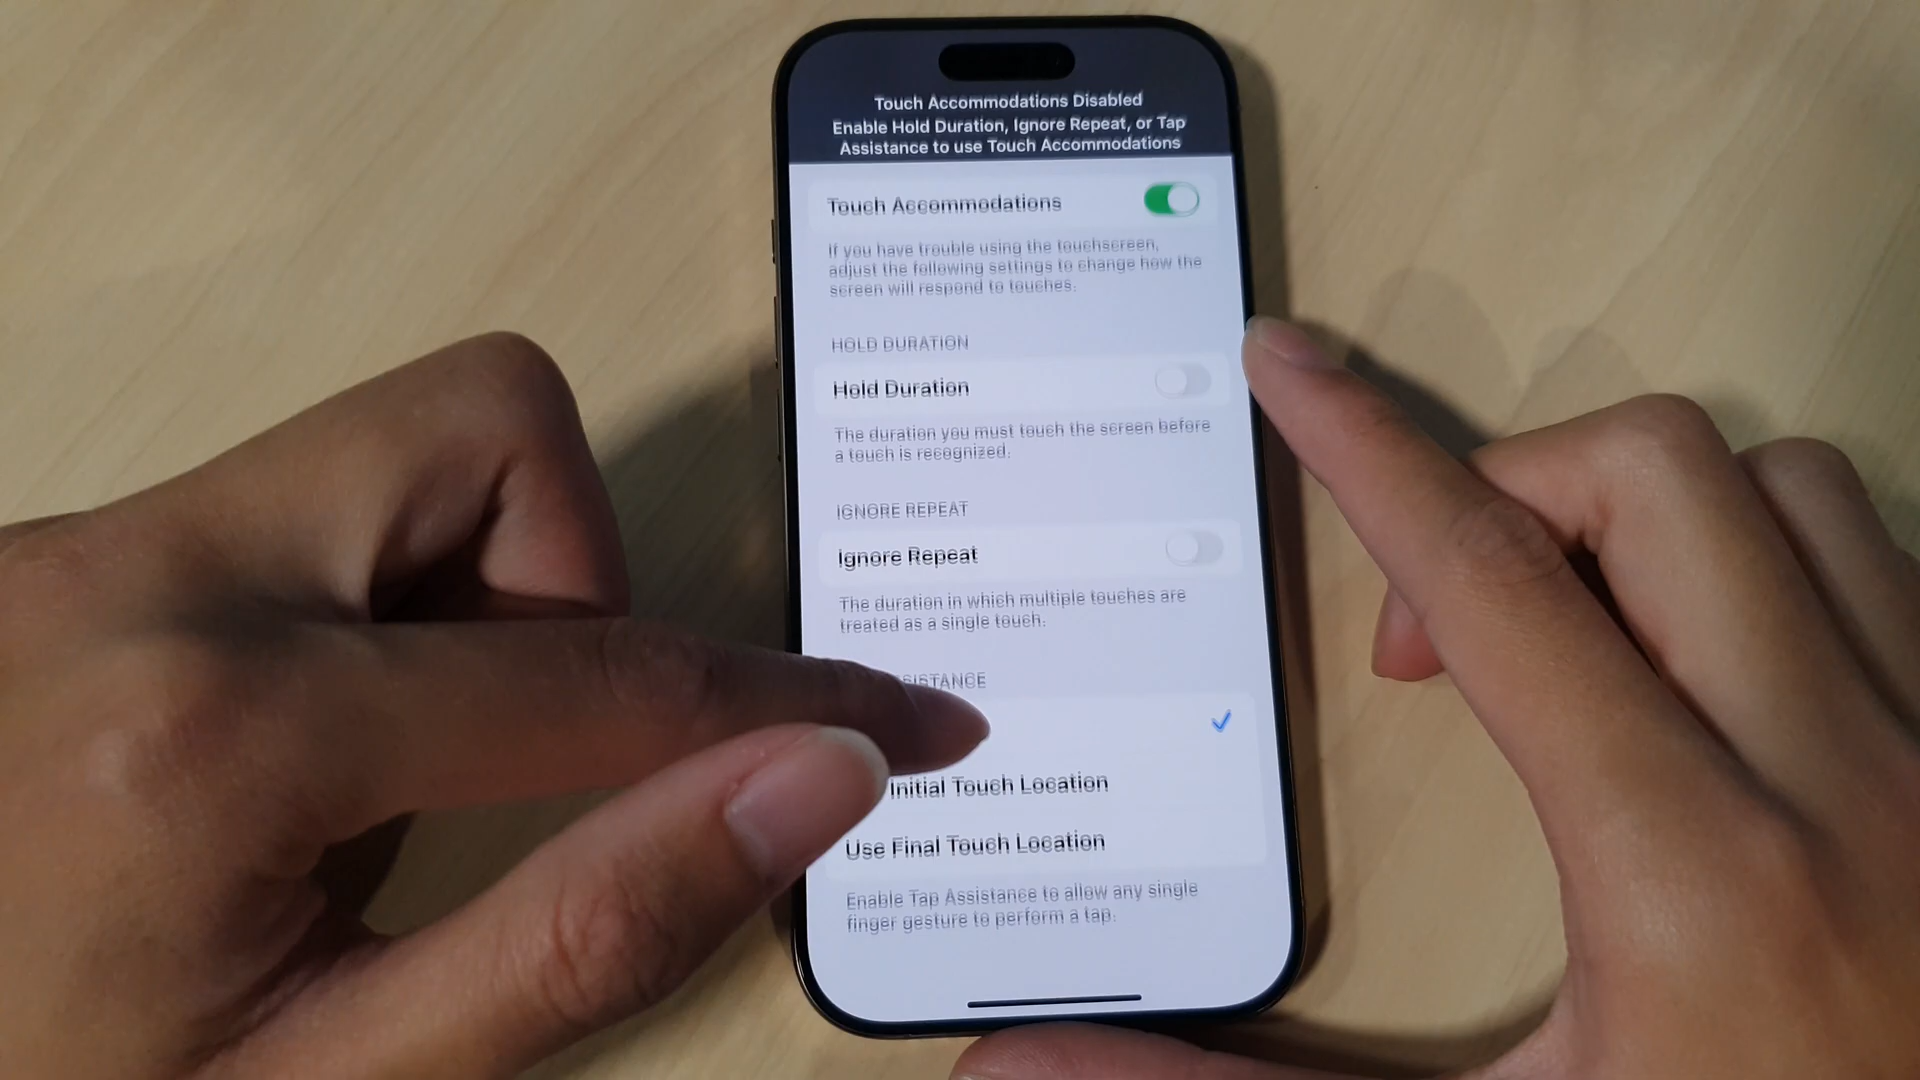 Touch Accommodations Disabled
Enable Hold Duration, Ignore Repeat, or Tap
Assistance to use Touch Accommodations
Touch Accommodations
If you have trouble using the touchscreen,
adjust the following settings to change how the
screen will respond to touches.
HOLD DURATION
Hold Duration
The duration you must touch the screen before
a touch is recognized.
IGNORE REPEAT
Ignore Repeat
The duration in which multiple touches are
treated as a single touch.
Initial Touch Location
Use Final Touch Location
Enable Tap Assistance to allow any single
finger gesture to perform a tap.